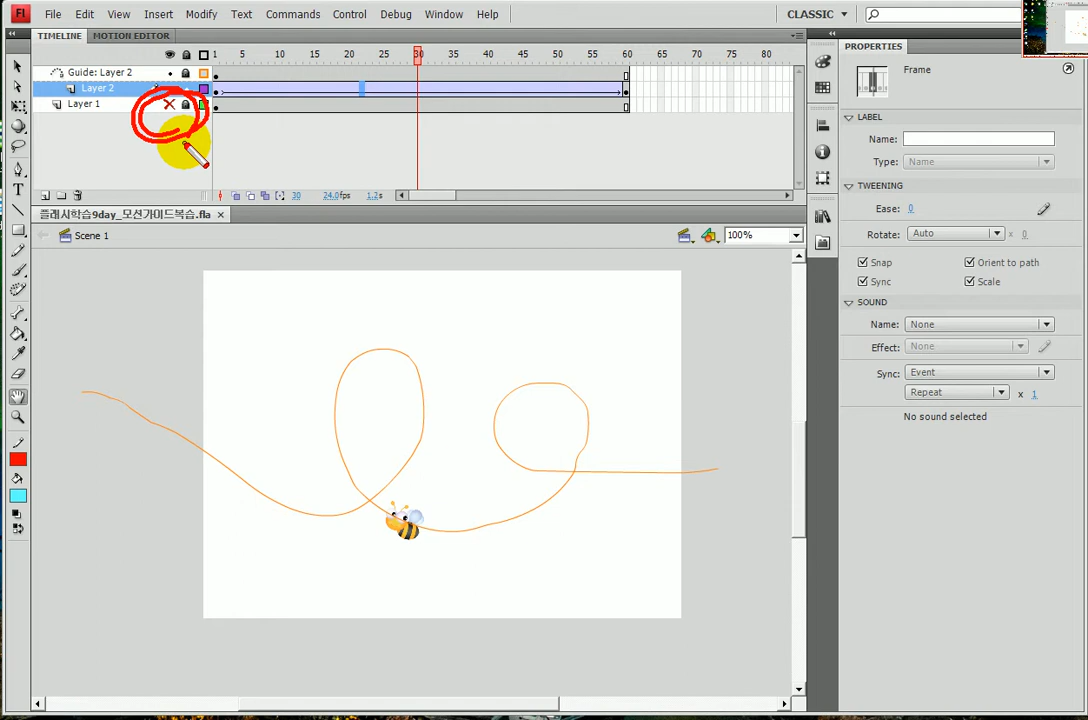 Fl File Edit View Insert Modify Text Commands Control Debug Window Help CLASSIC
TIMELINE MOTION EDITOR
1 5 10 15 20 25 30 35 40 45 50 55 60 65 70 75 80
Guide: Layer 2
Layer 2
Layer 1
30 24.0fps 1.2s
플래시학습9day_모션가이드복습.fla
Scene 1
100%
PROPERTIES
Frame
LABEL
Name:
Type: Name
TWEENING
Ease: 0
Rotate: Auto x 0
Snap Orient to path
Sync Scale
SOUND
Name: None
Effect: None
Sync: Event
Repeat x 1
No sound selected